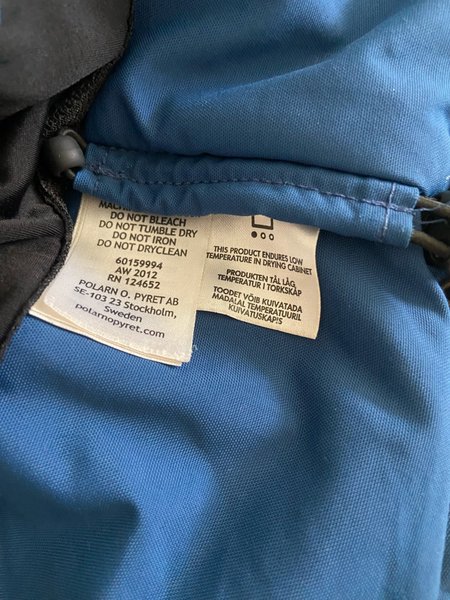 DO NOT BLEACH
DO NOT TUMBLE DRY
DO NOT IRON
DO NOT DRYCLEAN
60159994
AW 2012
RN 124652
POLARN O. PYRET AB
SE-103 23 Stockholm,
Sweden
polarnopyret.com
THIS PRODUCT ENDURES LOW
TEMPERATURE IN DRYING CABINET
PRODUKTEN TÅL LÅG
TEMPERATUR I TORKSKÅP
TOODET VÕIB KUIVATADA
MADALAL TEMPERATUURIL
KUIVATUSKAPIS